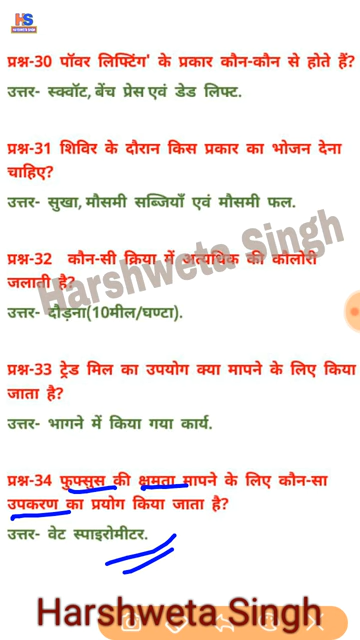 HS
HARSHWETA SINGH
प्रश्न-30 पॉवर लिफ्टिंग' के प्रकार कौन-कौन से होते हैं?
उत्तर- स्क्वॉट, बेंच प्रेस एवं डेड लिफ्ट.
प्रश्न-31 शिविर के दौरान किस प्रकार का भोजन देना
चाहिए?
उत्तर- सुखा, मौसमी सब्जियाँ एवं मौसमी फल.
प्रश्न-32 कौन-सी क्रिया में अत्यधिक की कोलोरी
जलाती है?
Harshweta Singh
उत्तर- दौड़ना(10मील/घण्टा).
प्रश्न-33 ट्रेड मिल का उपयोग क्या मापने के लिए किया
जाता है?
उत्तर- भागने में किया गया कार्य.
प्रश्न-34 फुफ्सुस की क्षमता मापने के लिए कौन-सा
उपकरण का प्रयोग किया जाता है?
उत्तर- वेट स्पाइरोमीटर.
Harshweta Singh